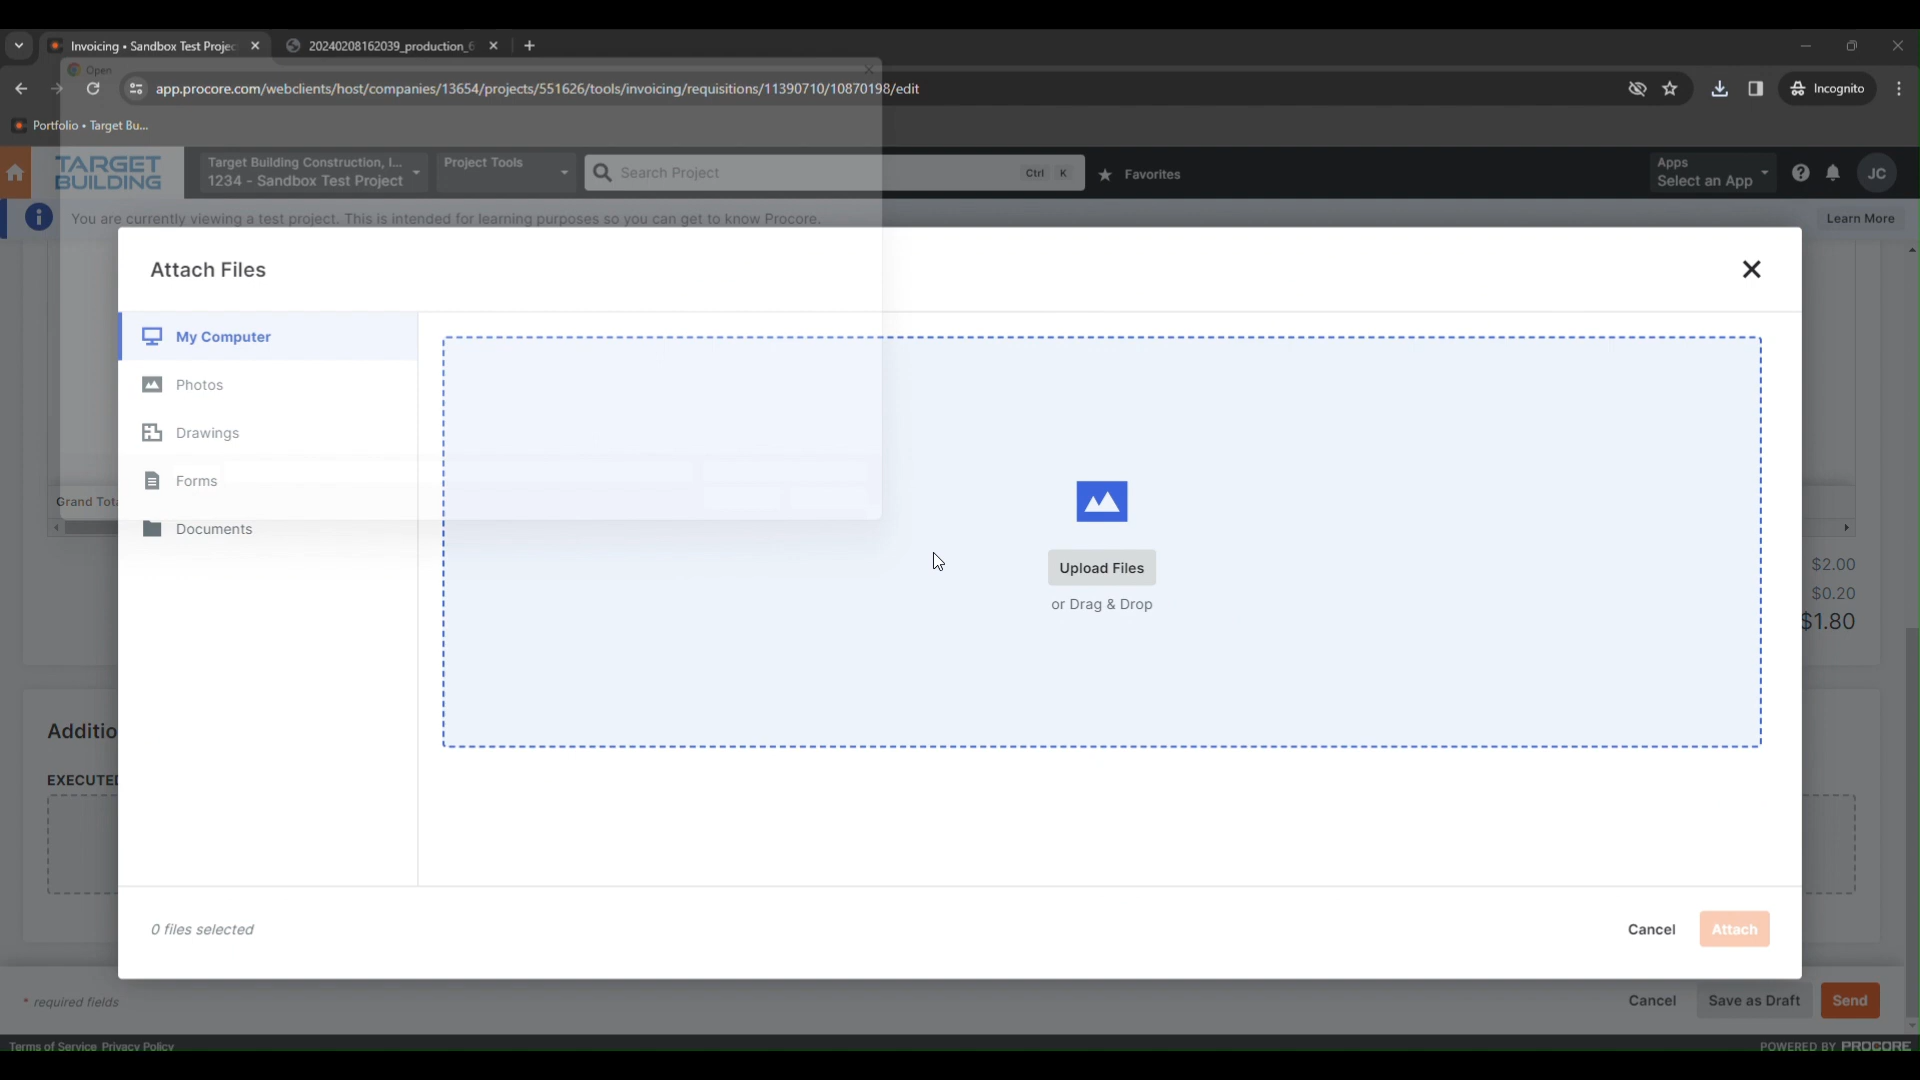 Invoicing • Sandbox Test Projec
20240208162039_production_6
Open
app.procore.com/webclients/host/companies/13654/projects/551626/tools/invoicing/requisitions/11390710/10870198/edit
Incognito
Portfolio • Target Bu...
TARGET
BUILDING
Target Building Construction, I...
1234 - Sandbox Test Project
Project Tools
Search Project
Ctrl K
Favorites
Apps
Select an App
JC
You are currently viewing a test project. This is intended for learning purposes so you can get to know Procore.
Learn More
Attach Files
My Computer
Photos
Drawings
Forms
Documents
Upload Files
or Drag & Drop
Grand Tota
$2.00
$0.20
$1.80
Additio
EXECUTED
0 files selected
Cancel
Attach
* required fields
Cancel
Save as Draft
Send
Terms of Service Privacy Policy
POWERED BY PROCORE